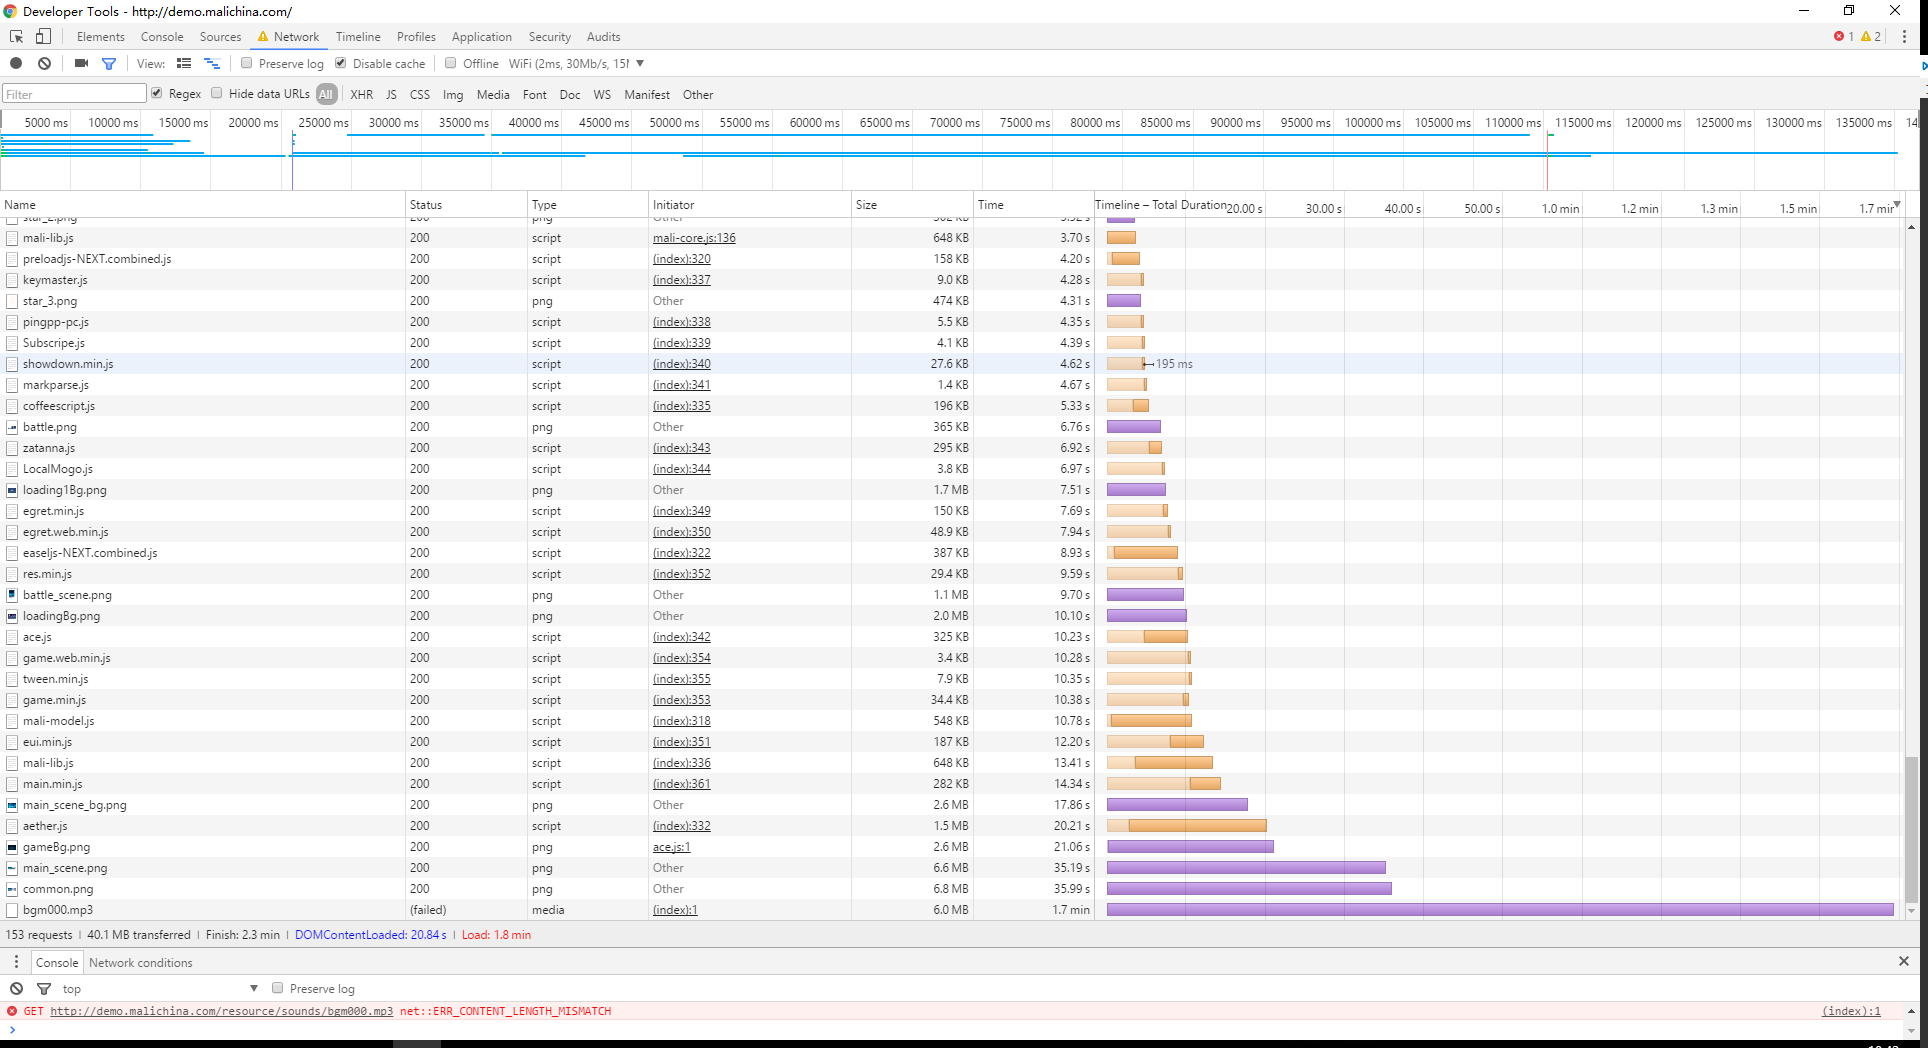 Developer Tools - http://demo.malichina.com/
Elements Console Sources Network Timeline Profiles Application Security Audits 1 2
View: Preserve log Disable cache Offline WiFi (2ms, 30Mb/s, 15M
Filter Regex Hide data URLs All XHR JS CSS Img Media Font Doc WS Manifest Other
5000 ms 10000 ms 15000 ms 20000 ms 25000 ms 30000 ms 35000 ms 40000 ms 45000 ms 50000 ms 55000 ms 60000 ms 65000 ms 70000 ms 75000 ms 80000 ms 85000 ms 90000 ms 95000 ms 100000 ms 105000 ms 110000 ms 115000 ms 120000 ms 125000 ms 130000 ms 135000 ms
Name Status Type Initiator Size Time Timeline – Total Duration 20.00 s 30.00 s 40.00 s 50.00 s 1.0 min 1.2 min 1.3 min 1.5 min 1.7 min
star_2.png 200 png Other 502 KB 3.52 s
mali-lib.js 200 script mali-core.js:136 648 KB 3.70 s
preloadjs-NEXT.combined.js 200 script (index):320 158 KB 4.20 s
keymaster.js 200 script (index):337 9.0 KB 4.28 s
star_3.png 200 png Other 474 KB 4.31 s
pingpp-pc.js 200 script (index):338 5.5 KB 4.35 s
Subscripe.js 200 script (index):339 4.1 KB 4.39 s
showdown.min.js 200 script (index):340 27.6 KB 4.62 s 195 ms
markparse.js 200 script (index):341 1.4 KB 4.67 s
coffeescript.js 200 script (index):335 196 KB 5.33 s
battle.png 200 png Other 365 KB 6.76 s
zatanna.js 200 script (index):343 295 KB 6.92 s
LocalMogo.js 200 script (index):344 3.8 KB 6.97 s
loading1Bg.png 200 png Other 1.7 MB 7.51 s
egret.min.js 200 script (index):349 150 KB 7.69 s
egret.web.min.js 200 script (index):350 48.9 KB 7.94 s
easeljs-NEXT.combined.js 200 script (index):322 387 KB 8.93 s
res.min.js 200 script (index):352 29.4 KB 9.59 s
battle_scene.png 200 png Other 1.1 MB 9.70 s
loadingBg.png 200 png Other 2.0 MB 10.10 s
ace.js 200 script (index):342 325 KB 10.23 s
game.web.min.js 200 script (index):354 3.4 KB 10.28 s
tween.min.js 200 script (index):355 7.9 KB 10.35 s
game.min.js 200 script (index):353 34.4 KB 10.38 s
mali-model.js 200 script (index):318 548 KB 10.78 s
eui.min.js 200 script (index):351 187 KB 12.20 s
mali-lib.js 200 script (index):336 648 KB 13.41 s
main.min.js 200 script (index):361 282 KB 14.34 s
main_scene_bg.png 200 png Other 2.6 MB 17.86 s
aether.js 200 script (index):332 1.5 MB 20.21 s
gameBg.png 200 png ace.js:1 2.6 MB 21.06 s
main_scene.png 200 png Other 6.6 MB 35.19 s
common.png 200 png Other 6.8 MB 35.99 s
bgm000.mp3 (failed) media (index):1 6.0 MB 1.7 min
153 requests | 40.1 MB transferred | Finish: 2.3 min | DOMContentLoaded: 20.84 s | Load: 1.8 min
Console Network conditions
top Preserve log
GET http://demo.malichina.com/resource/sounds/bgm000.mp3 net::ERR_CONTENT_LENGTH_MISMATCH (index):1